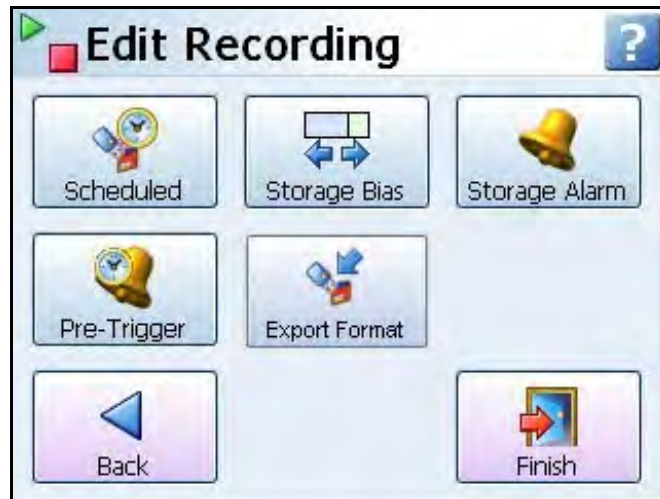 Edit Recording
?
Scheduled
Storage Bias
Storage Alarm
Pre-Trigger
Export Format
Back
Finish